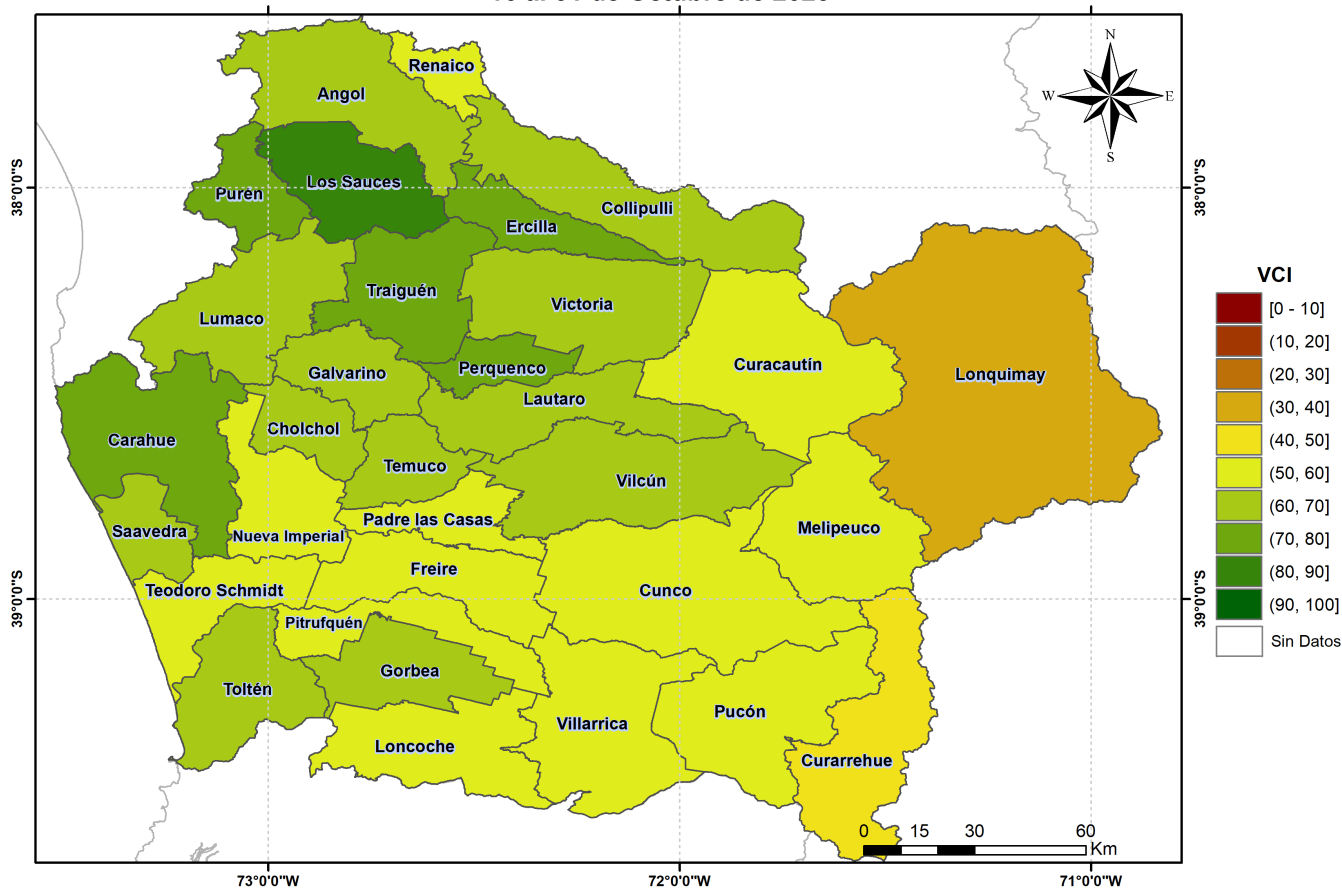 de Octubre de
Renaico
Angol
N
W
E
S
38°0'0"S
38°0'0"S
Los Sauces
Purén
Collipulli
Ercilla
Traiguén
Victoria
Lumaco
Galvarino
Perquenco
Curacautín
Lonquimay
Lautaro
Cholchol
Carahue
Temuco
Vilcún
Padre las Casas
Saavedra
Nueva Imperial
Melipeuco
Freire
Teodoro Schmidt
Cunco
39°0'0"S
39°0'0"S
Pitrufquén
Gorbea
Toltén
Villarrica
Pucón
Loncoche
Curarrehue
VCI
[0 - 10]
(10, 20]
(20, 30]
(30, 40]
(40, 50]
(50, 60]
(60, 70]
(70, 80]
(80, 90]
(90, 100]
Sin Datos
0 15 30 60
Km
73°0'0"W
72°0'0"W
71°0'0"W